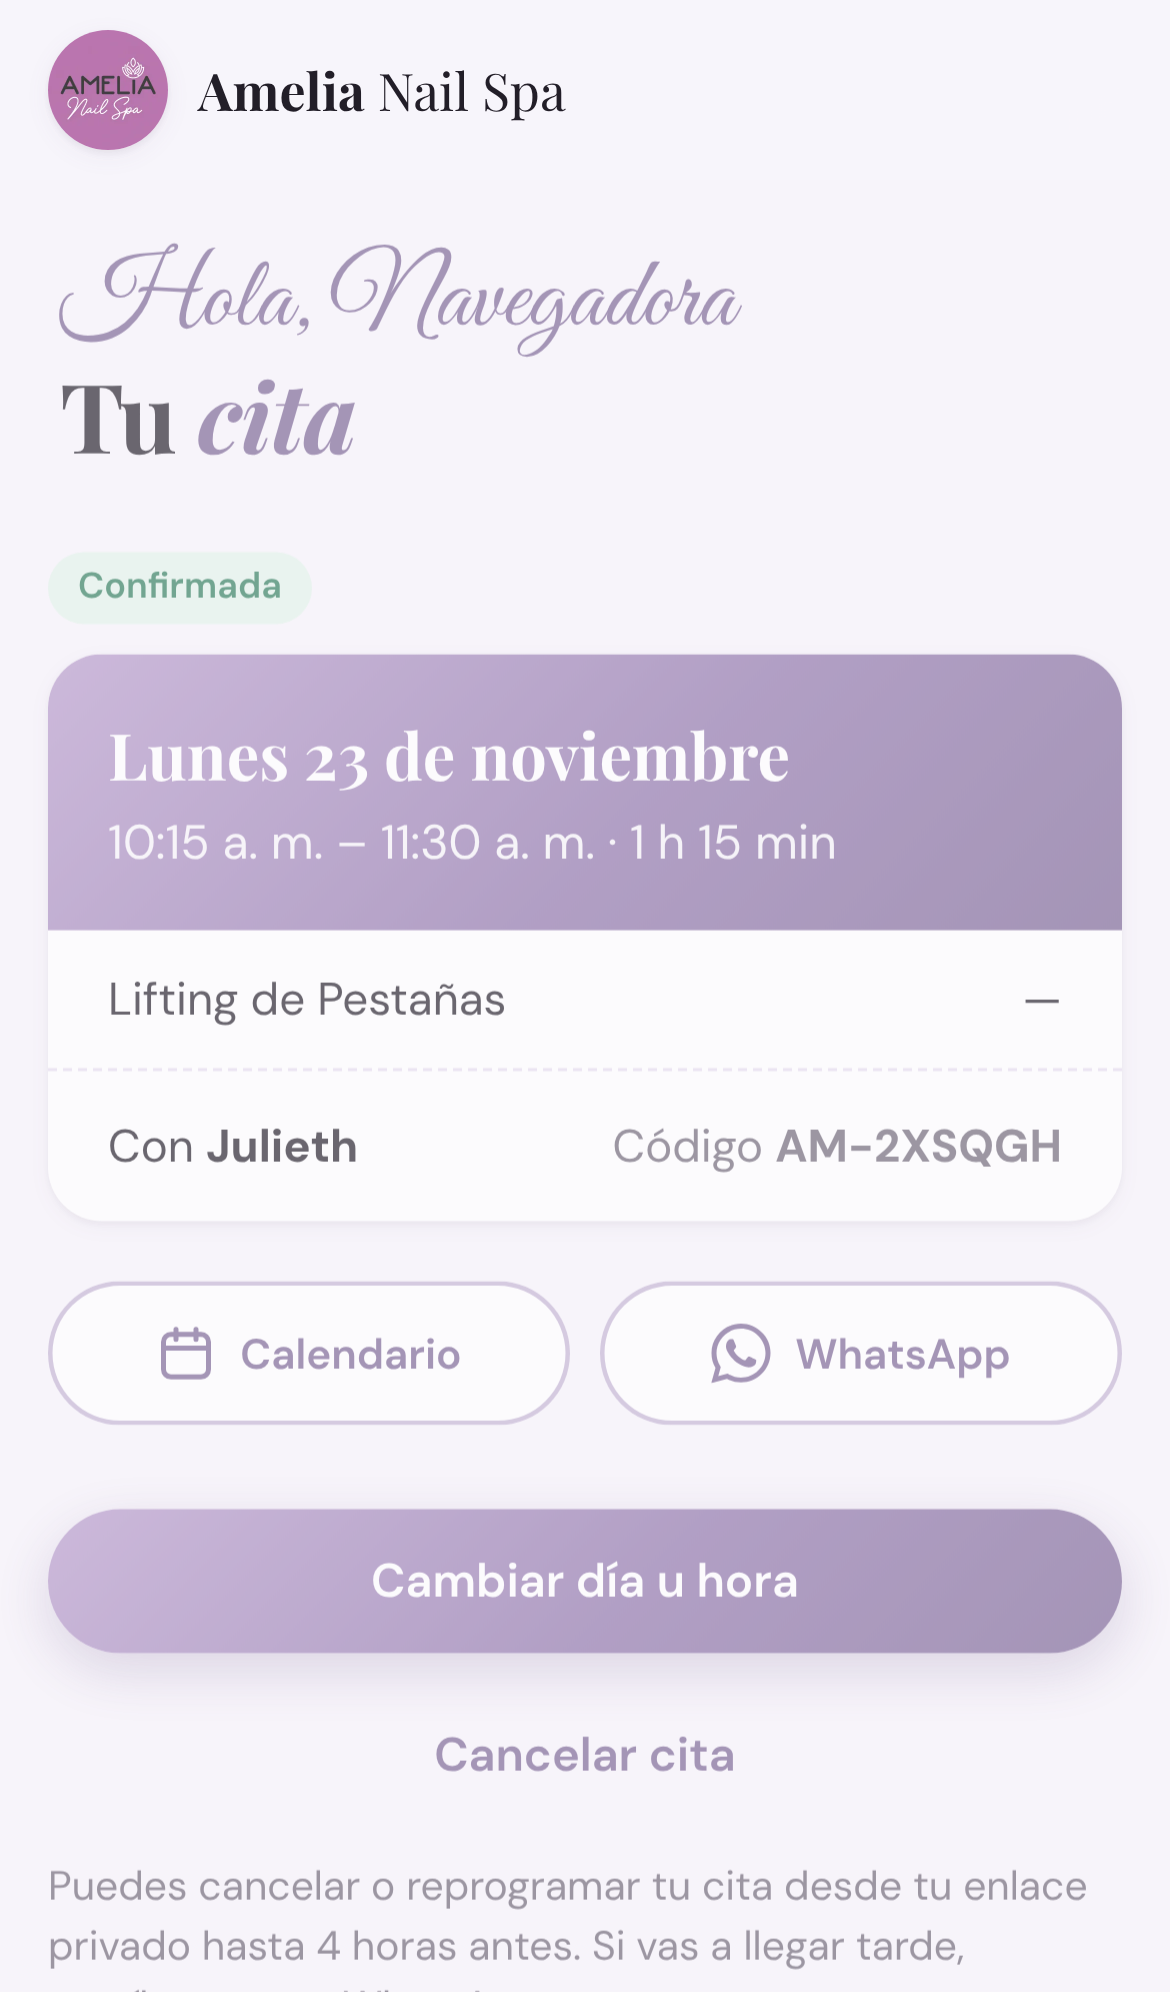 AMELIA
Nail Spa
Amelia Nail Spa
Hola, Navegadora
Tu cita
Confirmada
Lunes 23 de noviembre
10:15 a. m. – 11:30 a. m. · 1 h 15 min
Lifting de Pestañas —
Con Julieth Código AM-2XSQGH
Calendario WhatsApp
Cambiar día u hora
Cancelar cita
Puedes cancelar o reprogramar tu cita desde tu enlace
privado hasta 4 horas antes. Si vas a llegar tarde,